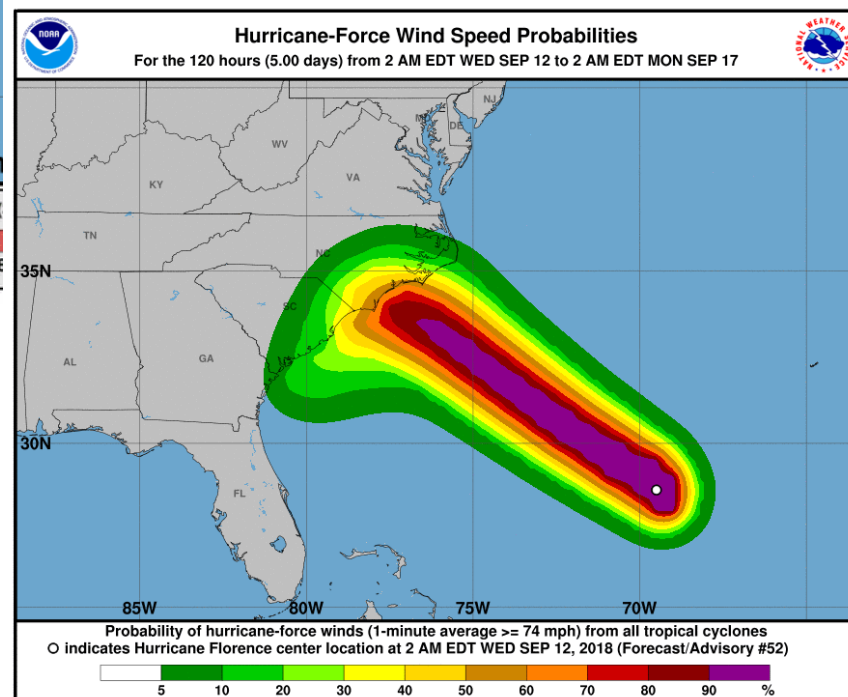 Hurricane-Force Wind Speed Probabilities
For the 120 hours (5.00 days) from 2 AM EDT WED SEP 12 to 2 AM EDT MON SEP 17
NOAA
NATIONAL WEATHER SERVICE
NJ
MD
DE
WV
VA
KY
TN
NC
35N
SC
AL
GA
30N
FL
85W
80W
75W
70W
Probability of hurricane-force winds (1-minute average >= 74 mph) from all tropical cyclones
O indicates Hurricane Florence center location at 2 AM EDT WED SEP 12, 2018 (Forecast/Advisory #52)
5 10 20 30 40 50 60 70 80 90 %